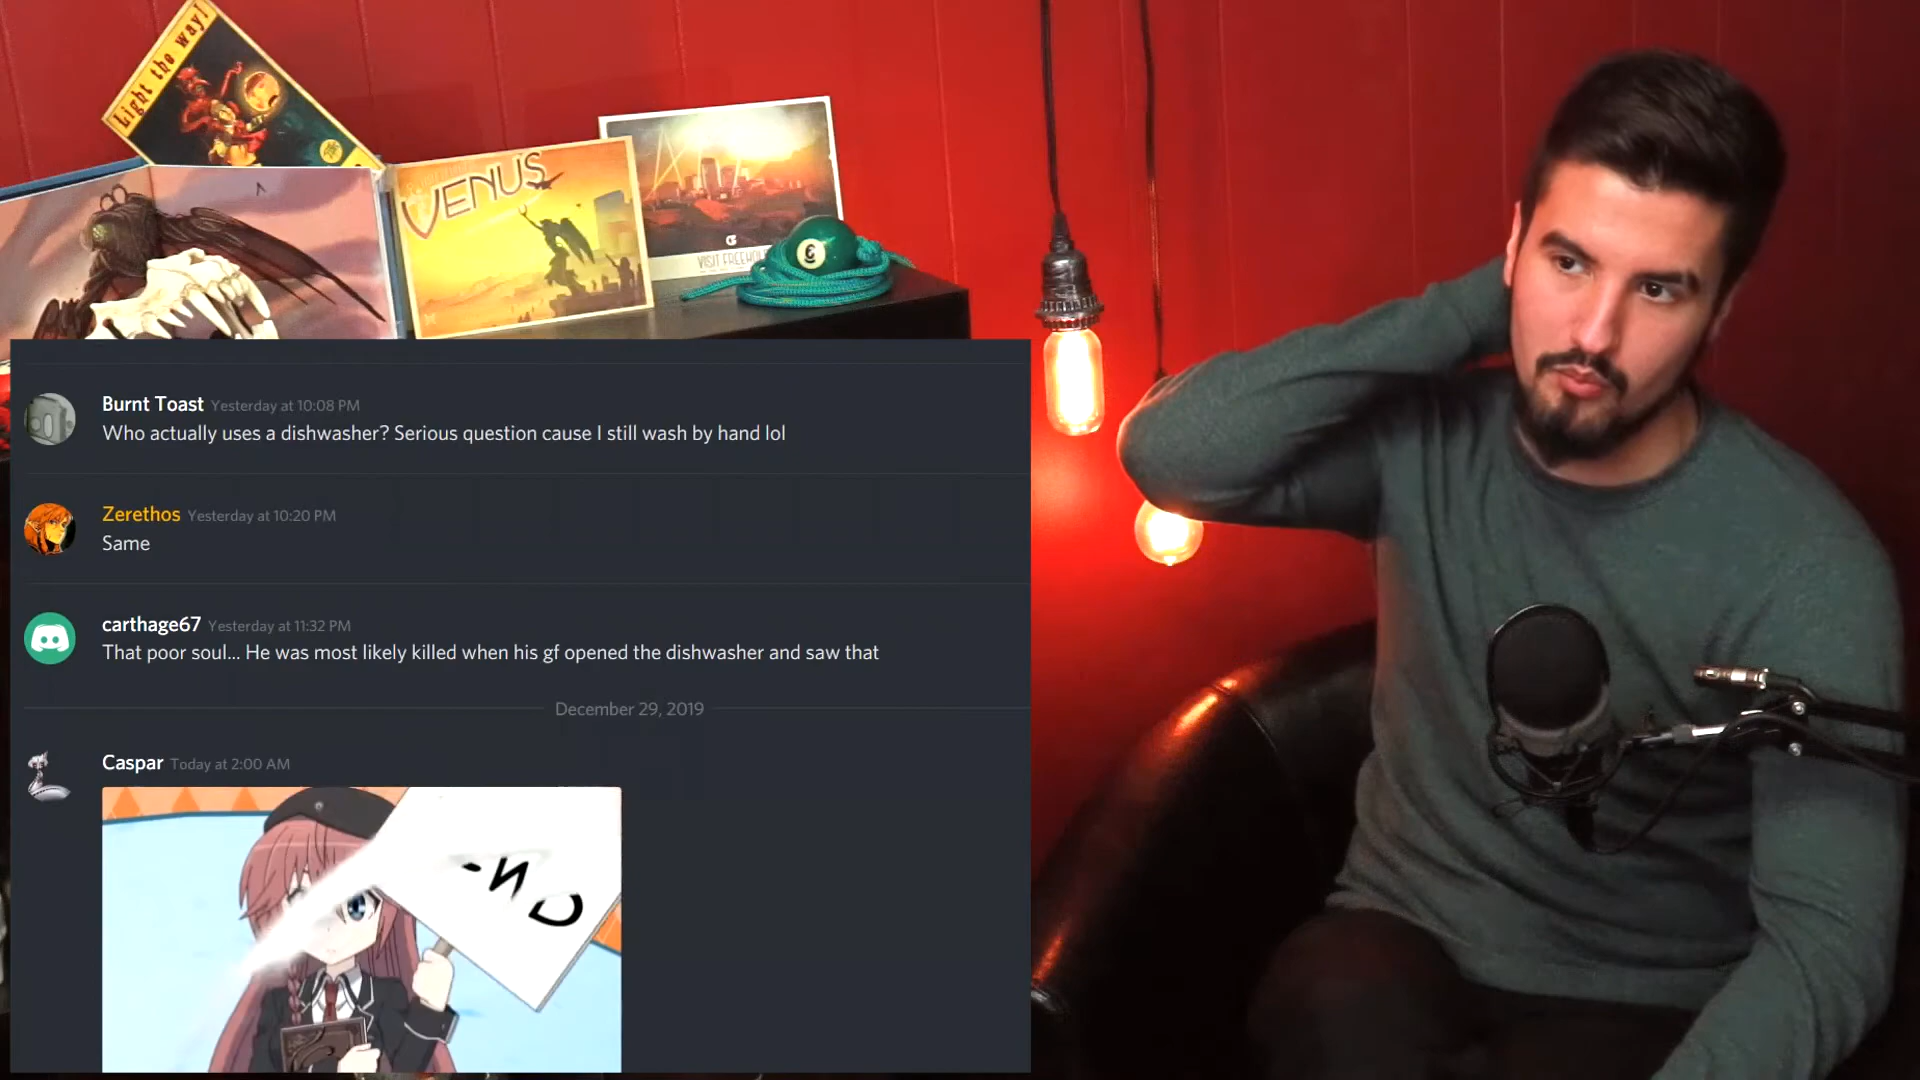 Light the way!
VENUS
VISIT FREEHOL
6
Burnt Toast Yesterday at 10:08 PM
Who actually uses a dishwasher? Serious question cause I still wash by hand lol
Zerethos Yesterday at 10:20 PM
Same
carthage67 Yesterday at 11:32 PM
That poor soul... He was most likely killed when his gf opened the dishwasher and saw that
December 29, 2019
Caspar Today at 2:00 AM